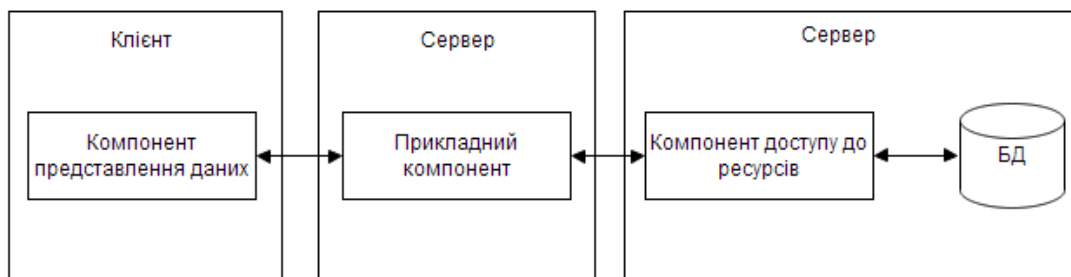 Клієнт
Сервер
Сервер
Компонент
представлення даних
Прикладний
компонент
Компонент доступу до
ресурсів
БД